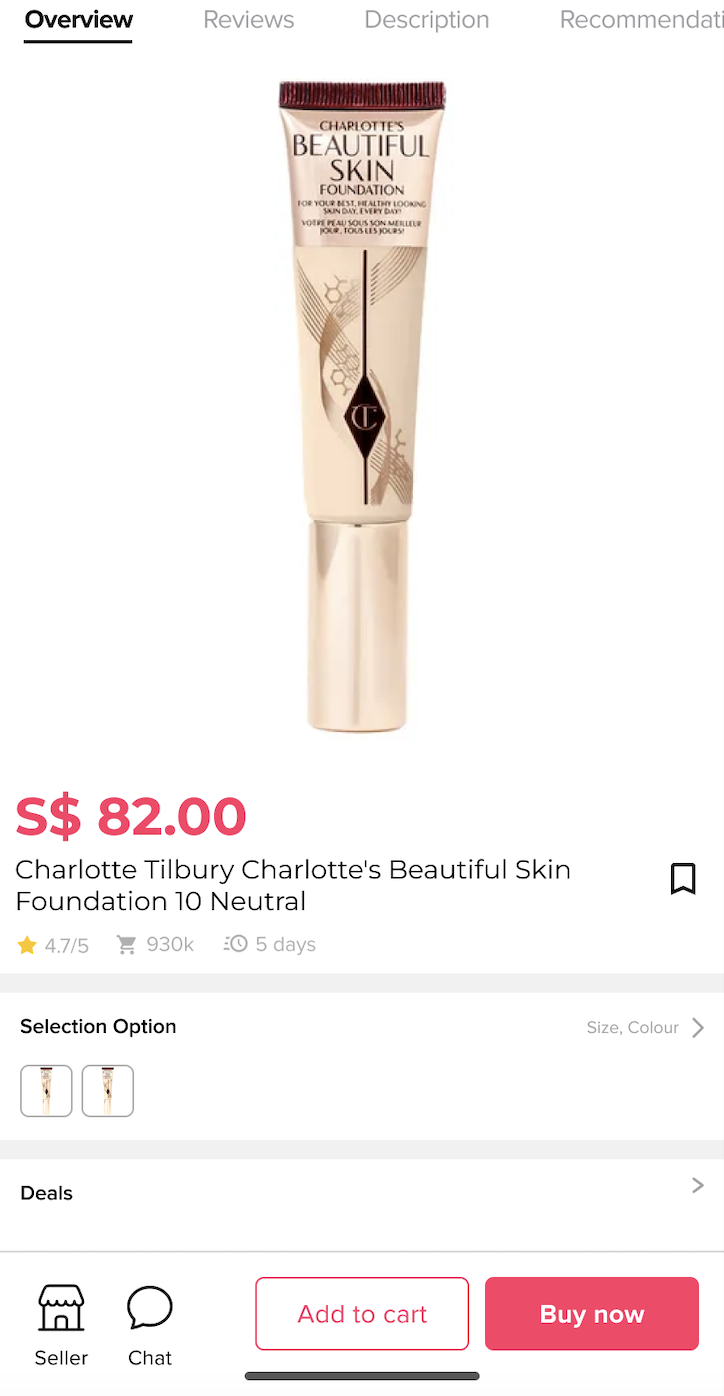 Overview Reviews Description Recommendati
CHARLOTTE'S
BEAUTIFUL
SKIN
FOUNDATION
FOR YOUR BEST, HEALTHY LOOKING
SKIN DAY, EVERY DAY!
VOTRE PEAU SOUS SON MEILLEUR
JOUR, TOUS LES JOURS!
CT
S$ 82.00
Charlotte Tilbury Charlotte's Beautiful Skin
Foundation 10 Neutral
4.7/5 930k 5 days
Selection Option Size, Colour
Deals
Add to cart Buy now
Seller Chat